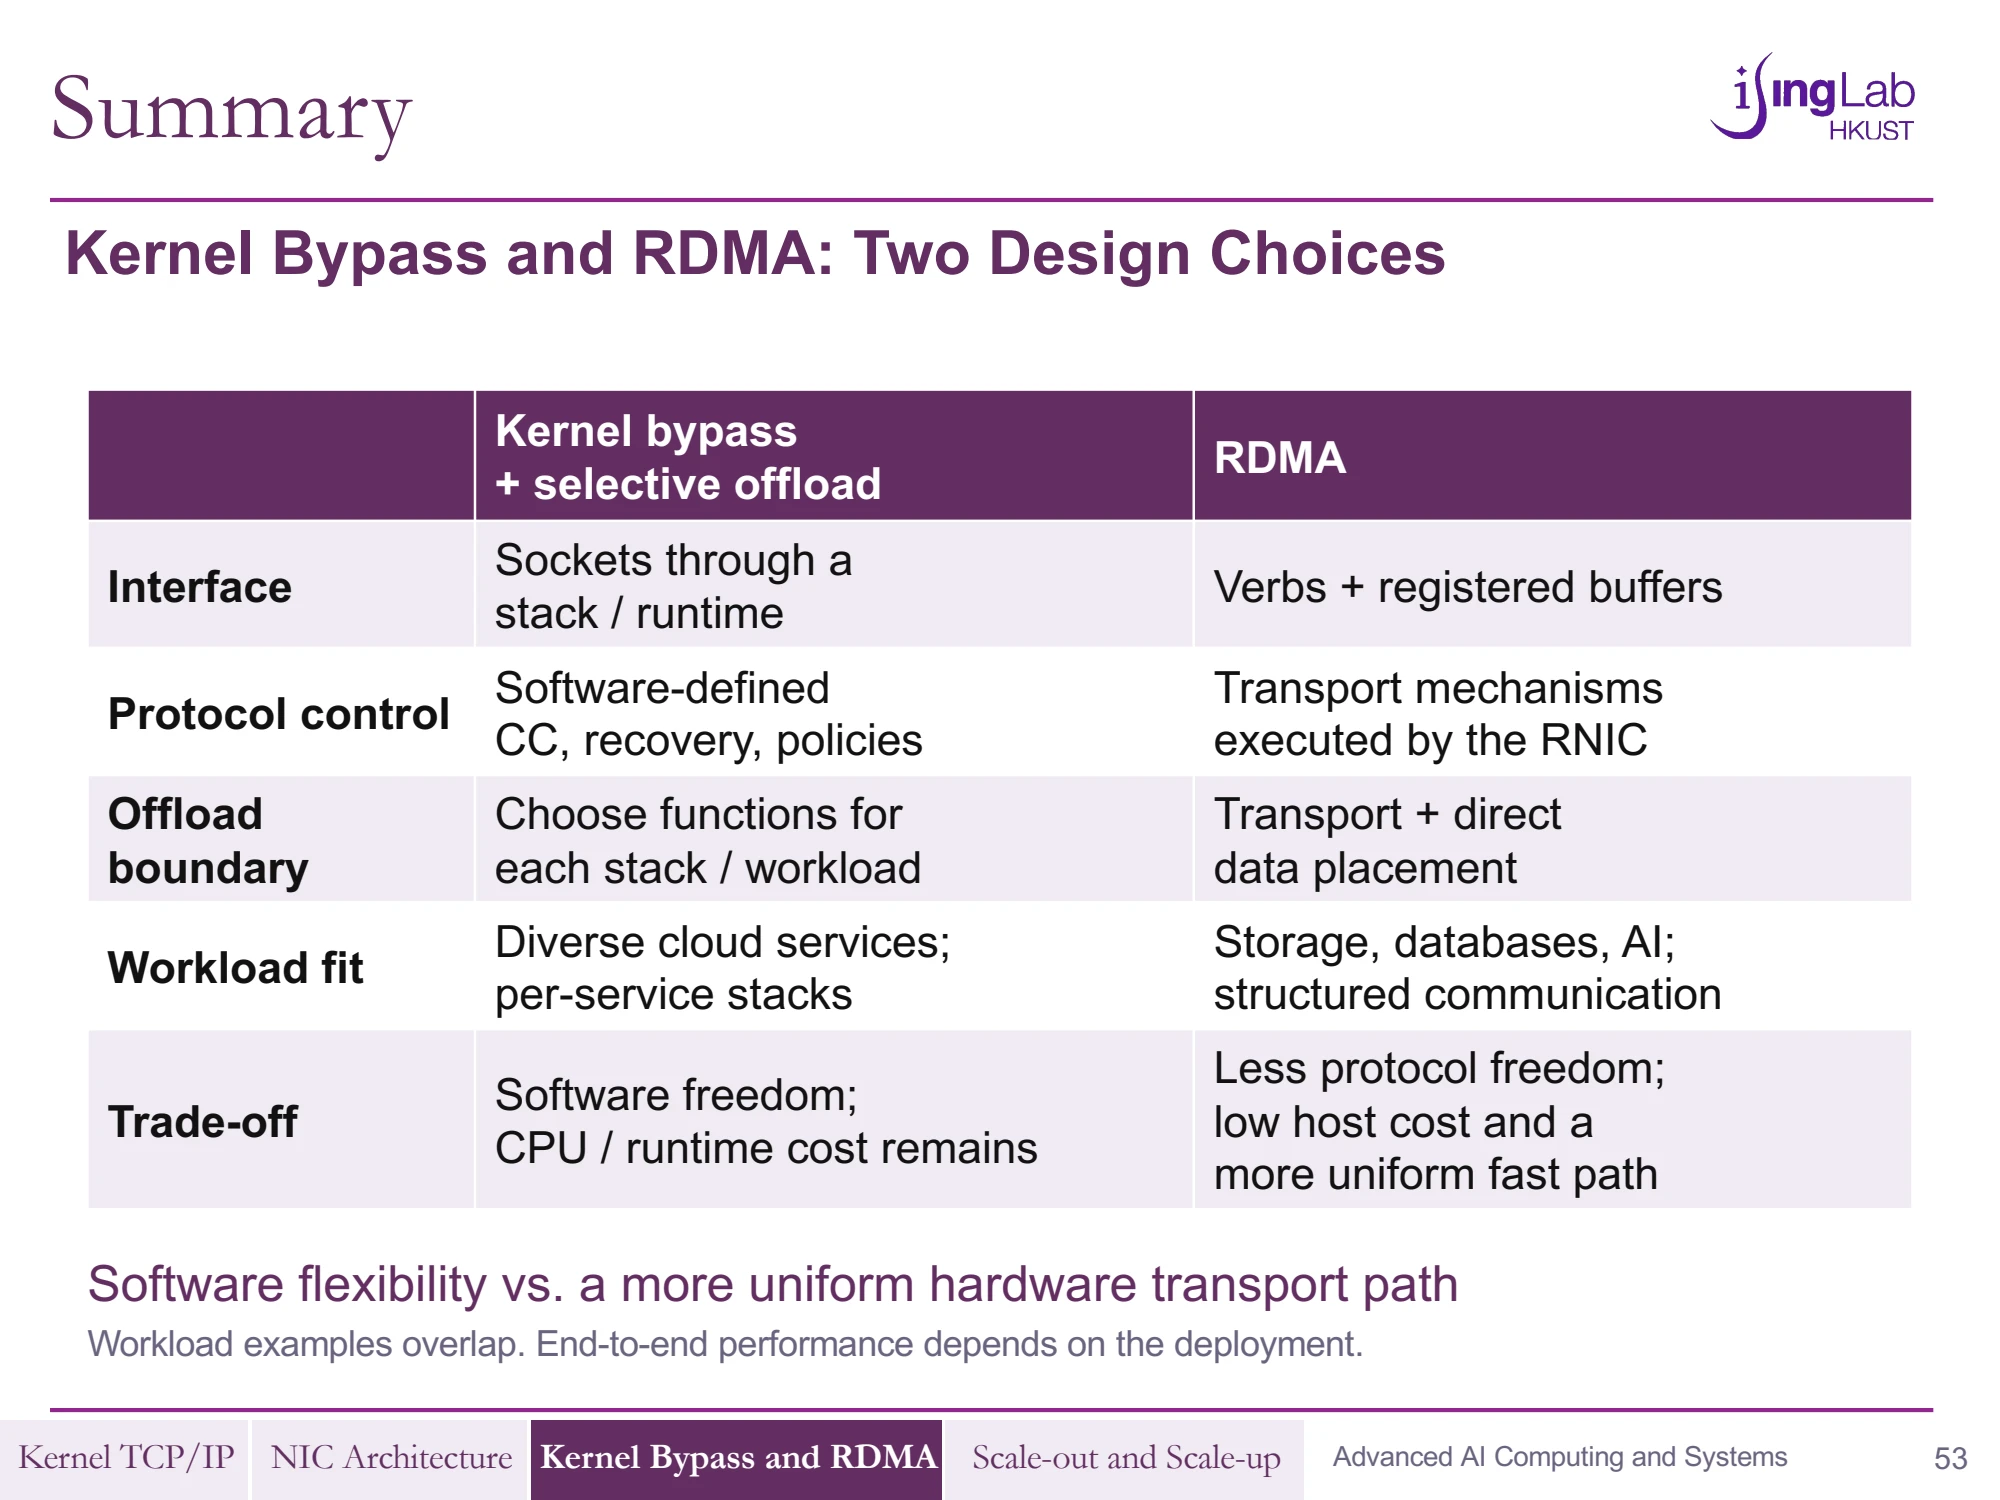 Summary
isingLab
HKUST
Kernel Bypass and RDMA: Two Design Choices
Kernel bypass
+ selective offload
RDMA
Interface
Sockets through a
stack / runtime
Verbs + registered buffers
Protocol control
Software-defined
CC, recovery, policies
Transport mechanisms
executed by the RNIC
Offload
boundary
Choose functions for
each stack / workload
Transport + direct
data placement
Workload fit
Diverse cloud services;
per-service stacks
Storage, databases, AI;
structured communication
Trade-off
Software freedom;
CPU / runtime cost remains
Less protocol freedom;
low host cost and a
more uniform fast path
Software flexibility vs. a more uniform hardware transport path
Workload examples overlap. End-to-end performance depends on the deployment.
Kernel TCP/IP
NIC Architecture
Kernel Bypass and RDMA
Scale-out and Scale-up
Advanced AI Computing and Systems
53